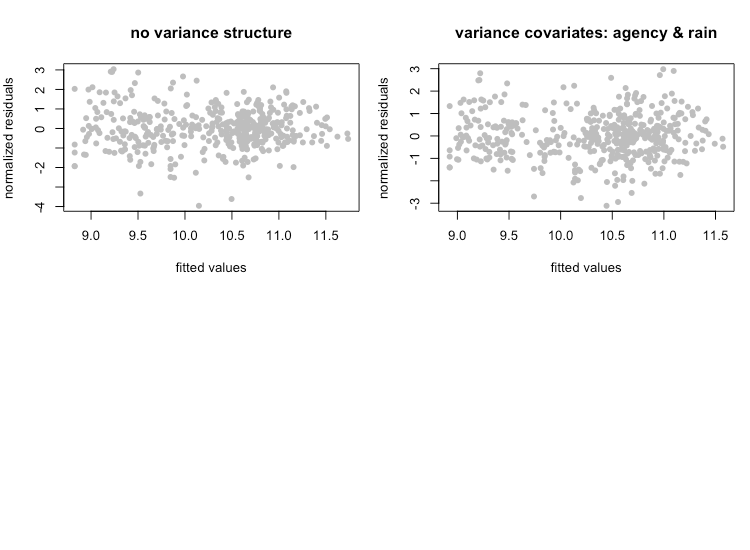 no variance structure
normalized residuals
3
2
1
0
-2
-4
9.0 9.5 10.0 10.5 11.0 11.5
fitted values
variance covariates: agency & rain
normalized residuals
3
2
1
0
-1
-3
9.0 9.5 10.0 10.5 11.0 11.5
fitted values